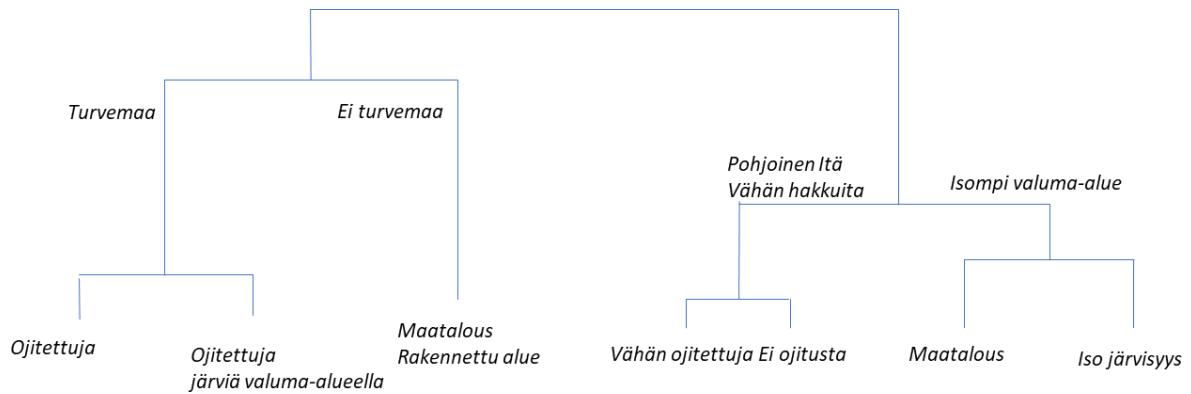 Turvemaa
Ei turvemaa
Pohjoinen Itä
Vähän hakkuita
Isompi valuma-alue
Ojitettuja
Ojitettuja
järviä valuma-alueella
Maatalous
Rakennettu alue
Vähän ojitettuja
Ei ojitusta
Maatalous
Iso järvisyys